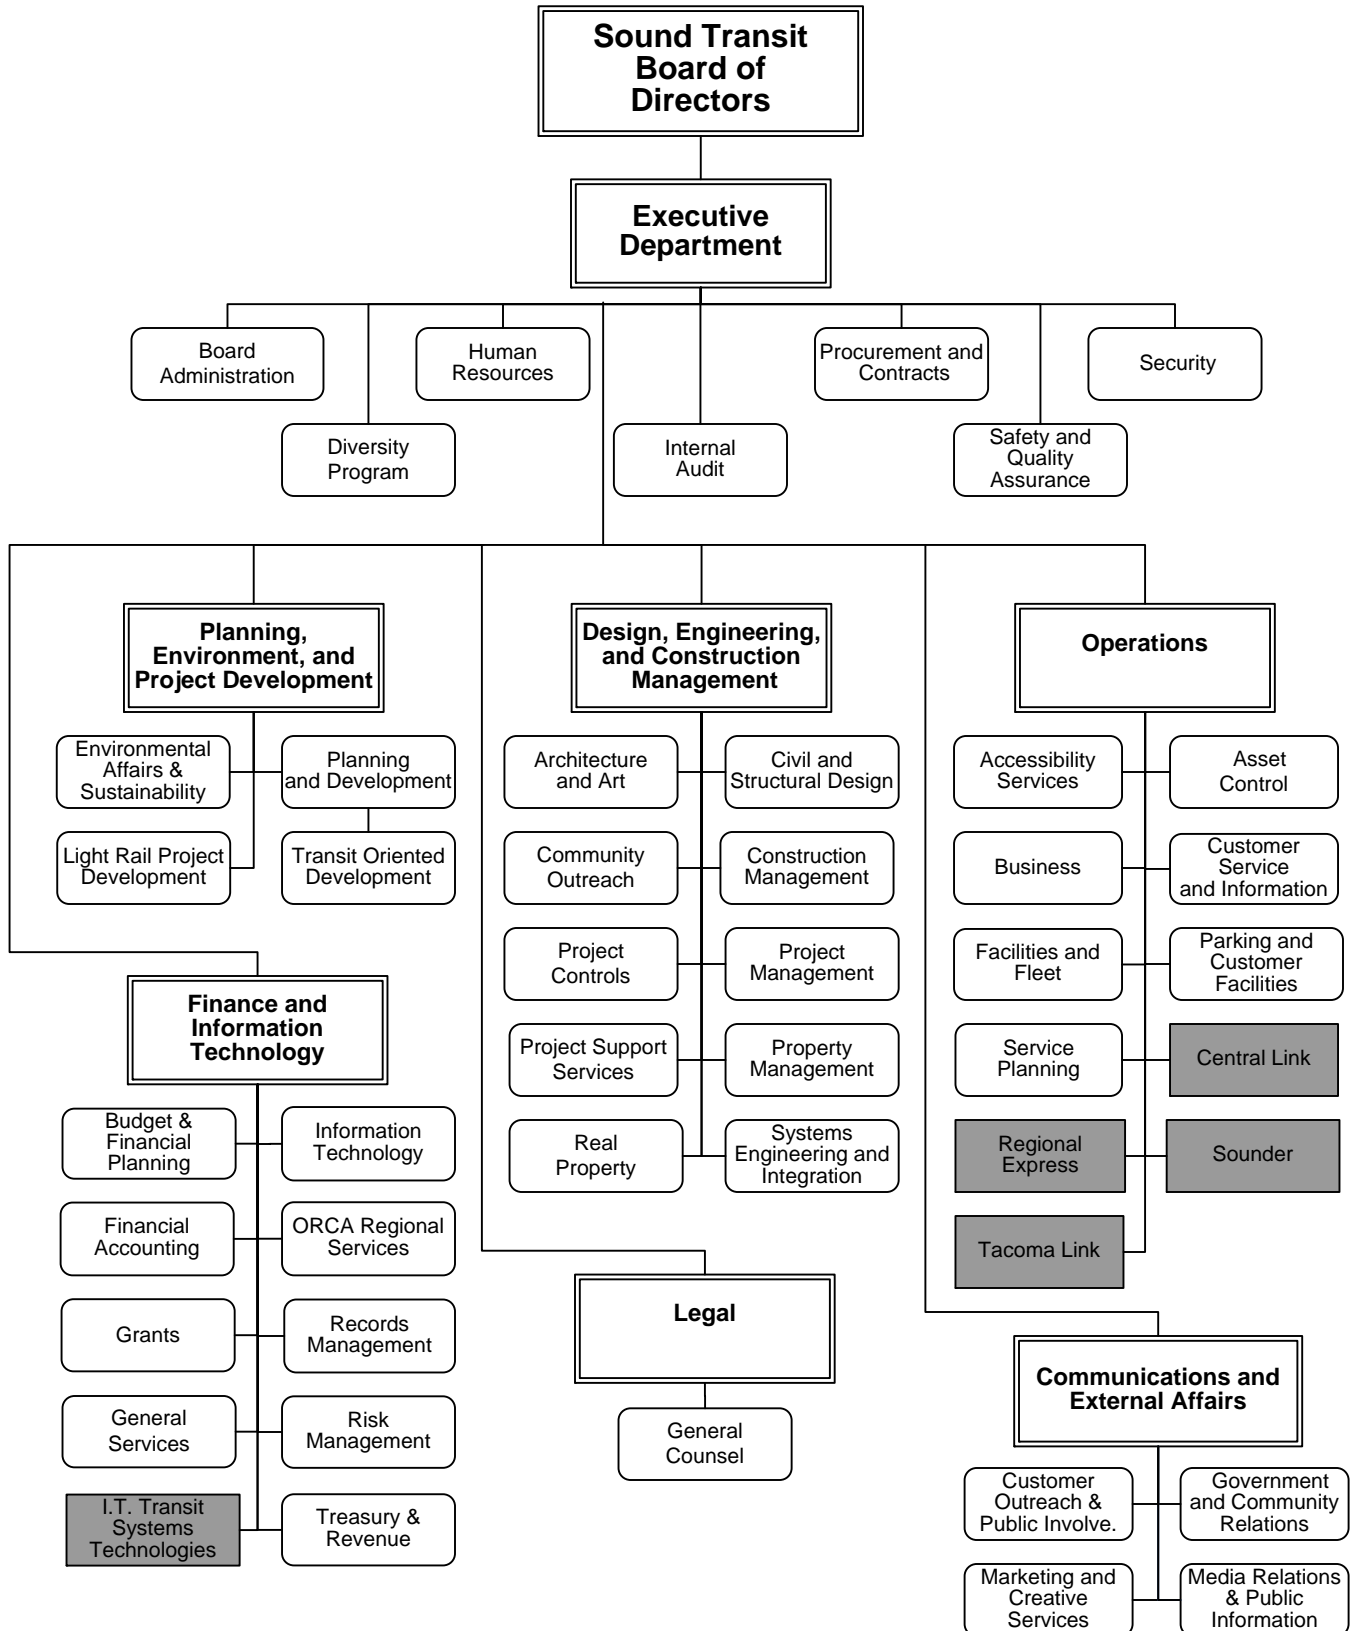 Sound Transit
Board of
Directors
Executive
Department
Board
Administration
Human
Resources
Procurement and
Contracts
Security
Diversity
Program
Internal
Audit
Safety and
Quality
Assurance
Planning,
Environment, and
Project Development
Design, Engineering,
and Construction
Management
Operations
Environmental
Affairs &
Sustainability
Planning
and Development
Light Rail Project
Development
Transit Oriented
Development
Architecture
and Art
Civil and
Structural Design
Community
Outreach
Construction
Management
Project
Controls
Project
Management
Project Support
Services
Property
Management
Real
Property
Systems
Engineering and
Integration
Accessibility
Services
Asset
Control
Business
Customer
Service
and Information
Facilities and
Fleet
Parking and
Customer
Facilities
Service
Planning
Central Link
Regional
Express
Sounder
Tacoma Link
Finance and
Information
Technology
Budget &
Financial
Planning
Information
Technology
Financial
Accounting
ORCA Regional
Services
Grants
Records
Management
General
Services
Risk
Management
I.T. Transit
Systems
Technologies
Treasury &
Revenue
Legal
General
Counsel
Communications and
External Affairs
Customer
Outreach &
Public Involve.
Government
and Community
Relations
Marketing and
Creative
Services
Media Relations
& Public
Information